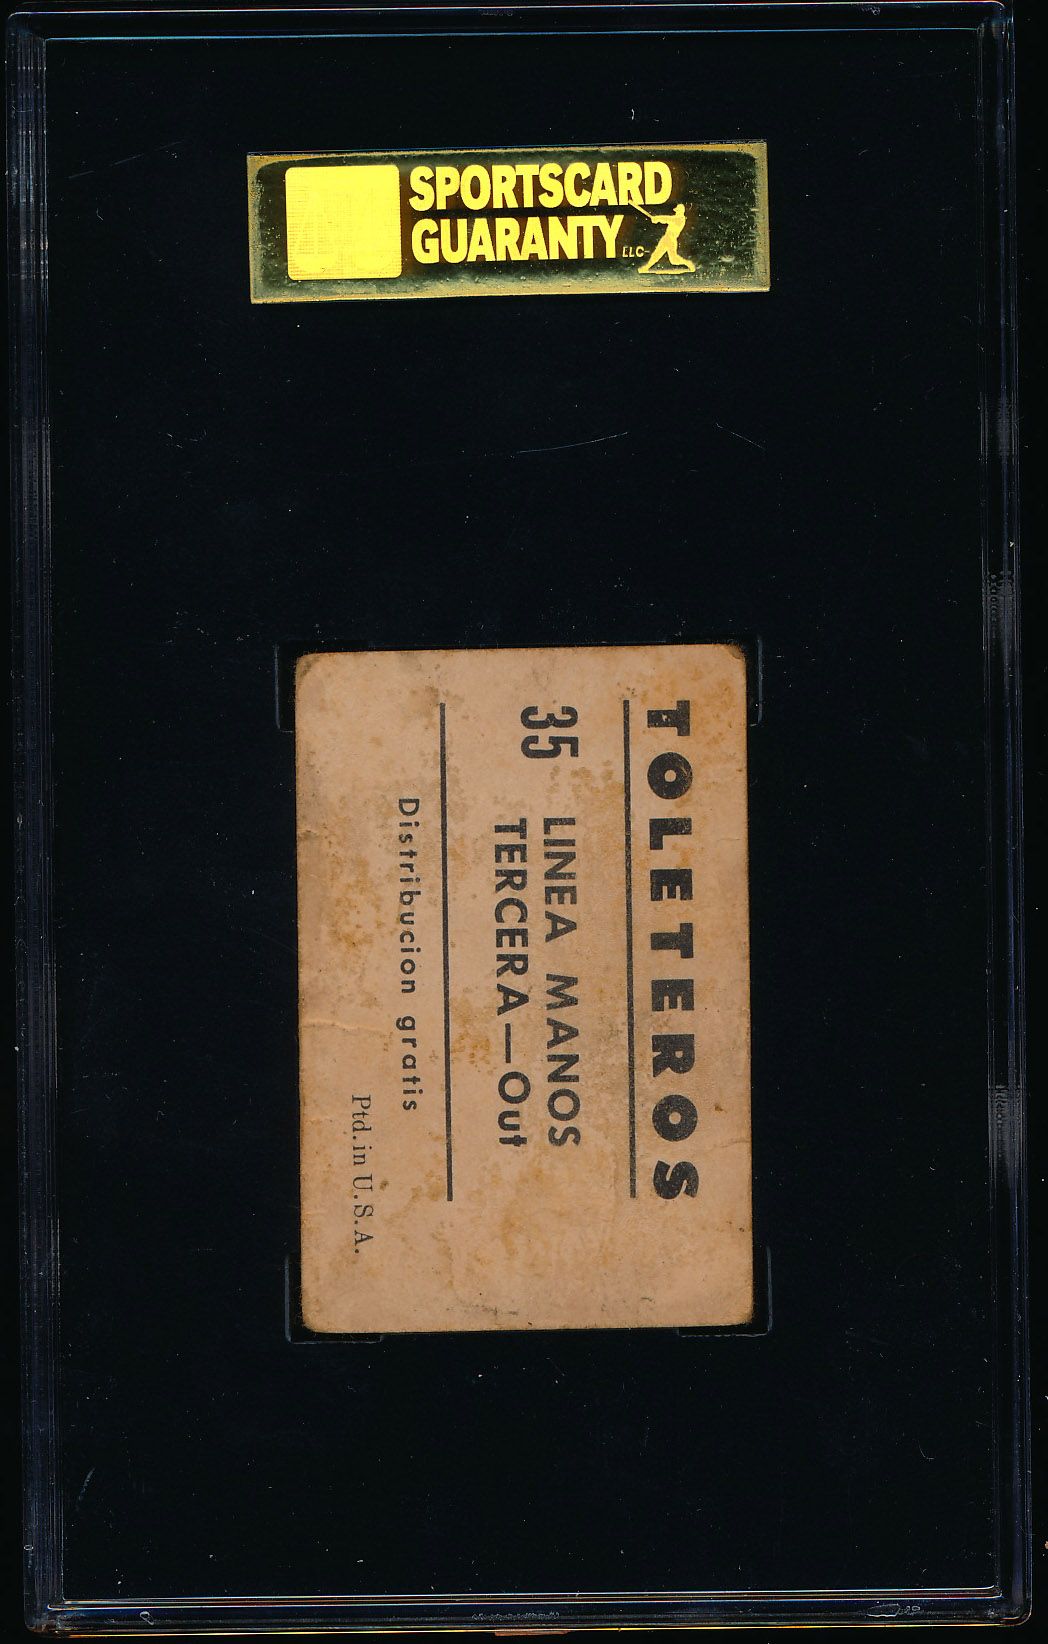 SPORTSCARD
GUARANTY LLC
TOLETEROS
35 LINEA MANOS
TERCERA—Out
Distribucion gratis
Ptd. in U.S.A.